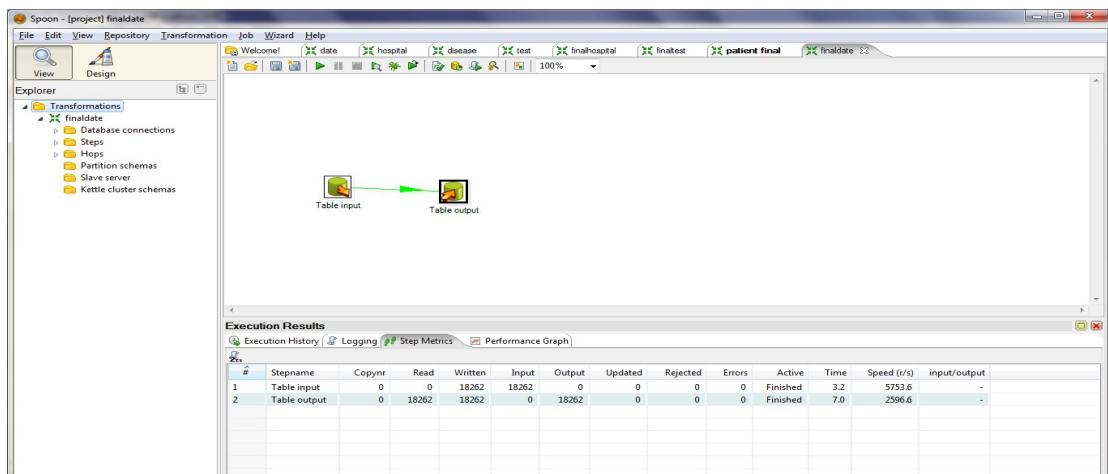 Spoon - [project] finaldate
File Edit View Repository Transformation Job Wizard Help
View Design
Welcome! date hospital disease test finalhospital finaltest patient final finaldate
100%
Explorer
Transformations
finaldate
Database connections
Steps
Hops
Partition schemas
Slave server
Kettle cluster schemas
Table input
Table output
Execution Results
Execution History Logging Step Metrics Performance Graph
# Stepname Copynr Read Written Input Output Updated Rejected Errors Active Time Speed (r/s) input/output
1 Table input 0 0 18262 18262 0 0 0 0 Finished 3.2 5753.6 -
2 Table output 0 18262 18262 0 18262 0 0 0 Finished 7.0 2596.6 -